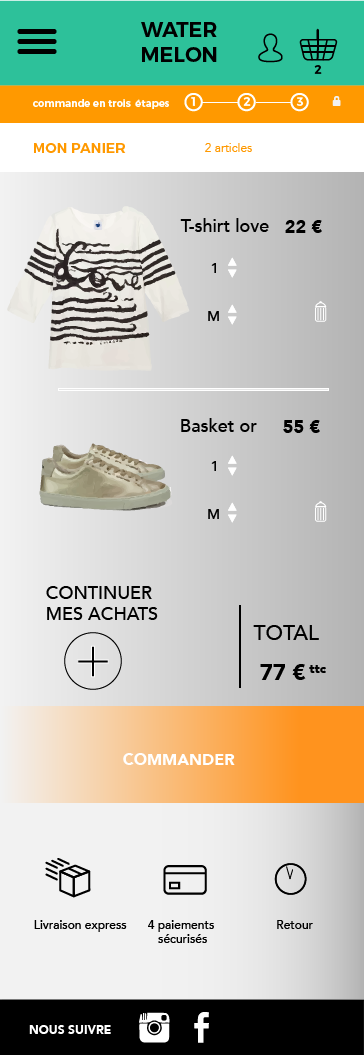 WATER
MELON
2
commande en trois étapes 1 2 3
MON PANIER 2 articles
T-shirt love 22 €
1
M
Basket or 55 €
1
M
CONTINUER
MES ACHATS
TOTAL
77 € ttc
COMMANDER
Livraison express
4 paiements
sécurisés
Retour
NOUS SUIVRE